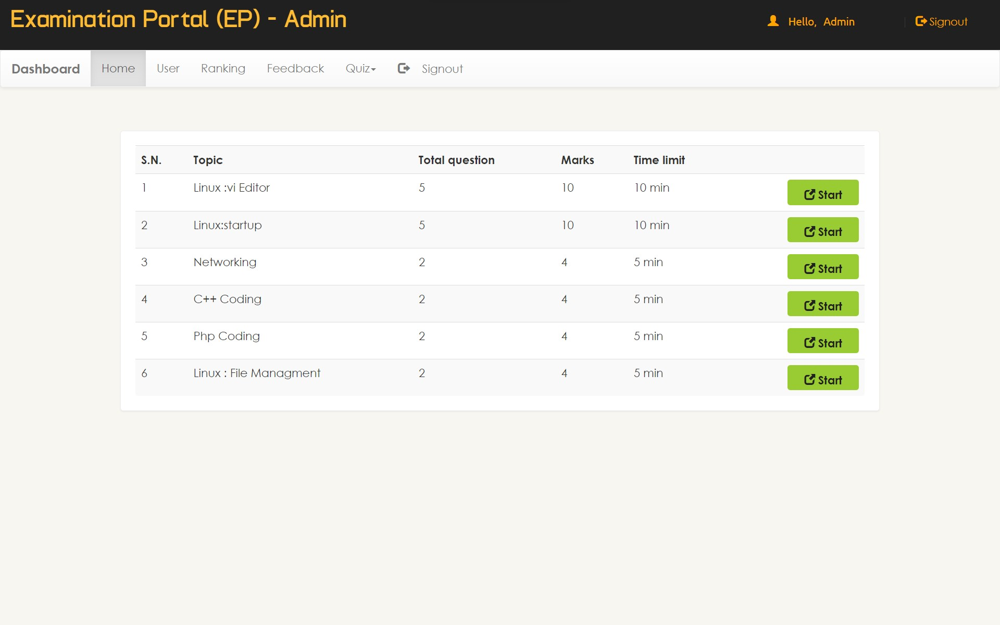 Examination Portal (EP) - Admin
Hello, Admin
Signout
Dashboard Home User Ranking Feedback Quiz Signout
S.N. Topic Total question Marks Time limit
1 Linux :vi Editor 5 10 10 min Start
2 Linux:startup 5 10 10 min Start
3 Networking 2 4 5 min Start
4 C++ Coding 2 4 5 min Start
5 Php Coding 2 4 5 min Start
6 Linux : File Managment 2 4 5 min Start